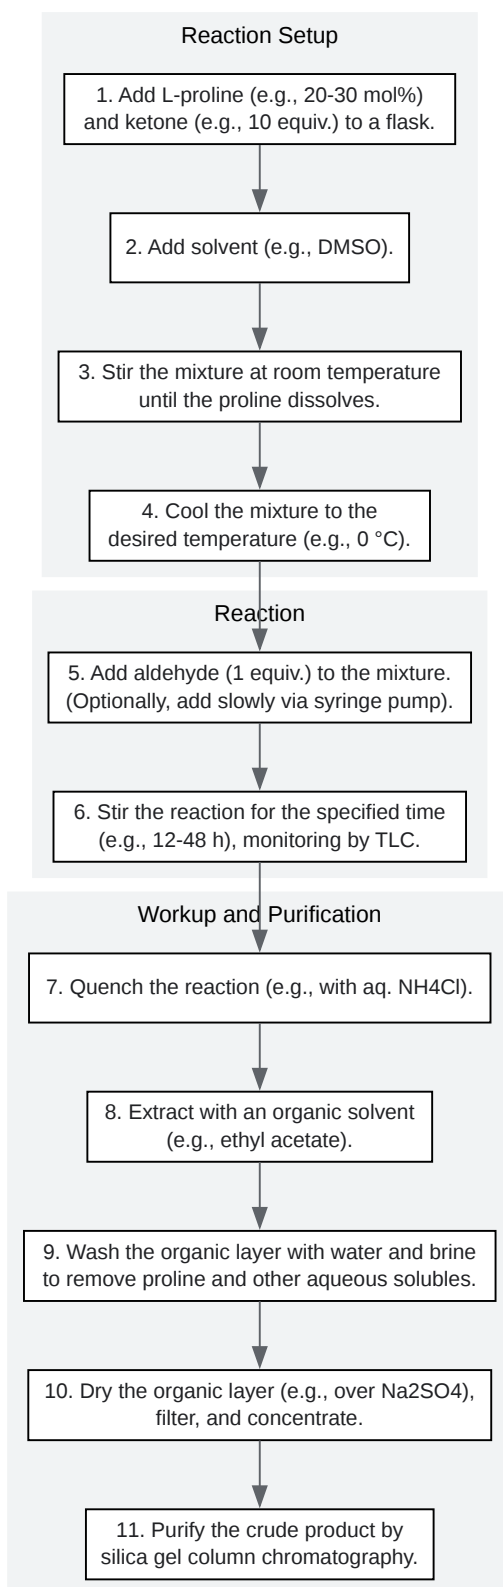 Reaction Setup
1. Add L-proline (e.g., 20-30 mol%)
and ketone (e.g., 10 equiv.) to a flask.
2. Add solvent (e.g., DMSO).
3. Stir the mixture at room temperature
until the proline dissolves.
4. Cool the mixture to the
desired temperature (e.g., 0 °C).
Reaction
5. Add aldehyde (1 equiv.) to the mixture.
(Optionally, add slowly via syringe pump).
6. Stir the reaction for the specified time
(e.g., 12-48 h), monitoring by TLC.
Workup and Purification
7. Quench the reaction (e.g., with aq. NH4Cl).
8. Extract with an organic solvent
(e.g., ethyl acetate).
9. Wash the organic layer with water and brine
to remove proline and other aqueous solubles.
10. Dry the organic layer (e.g., over Na2SO4),
filter, and concentrate.
11. Purify the crude product by
silica gel column chromatography.